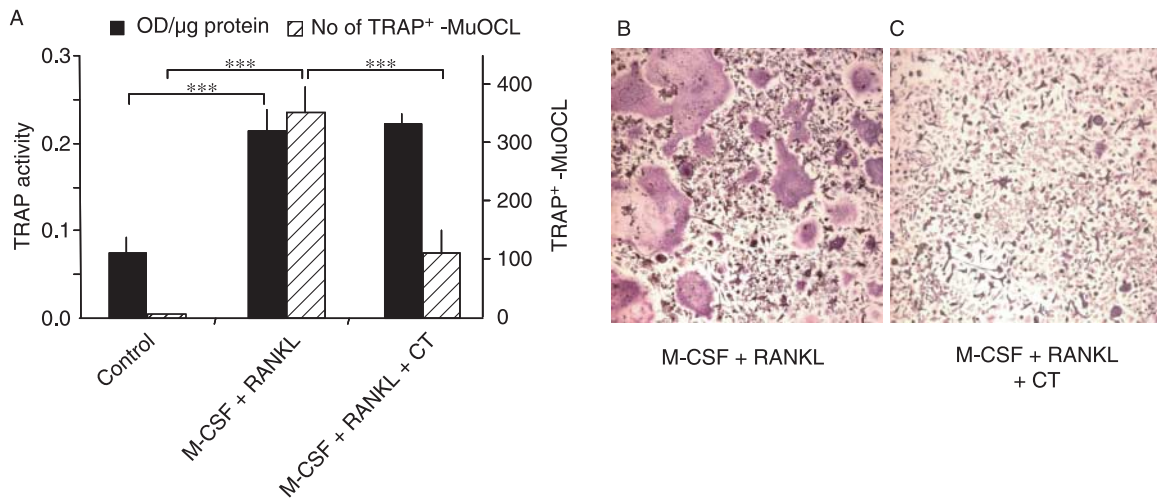 A
OD/µg protein
No of TRAP+ -MuOCL
***
***
***
0.3
0.2
0.1
0.0
TRAP activity
400
300
200
100
0
TRAP+ -MuOCL
Control
M-CSF + RANKL
M-CSF + RANKL + CT
B
M-CSF + RANKL
C
M-CSF + RANKL
+ CT